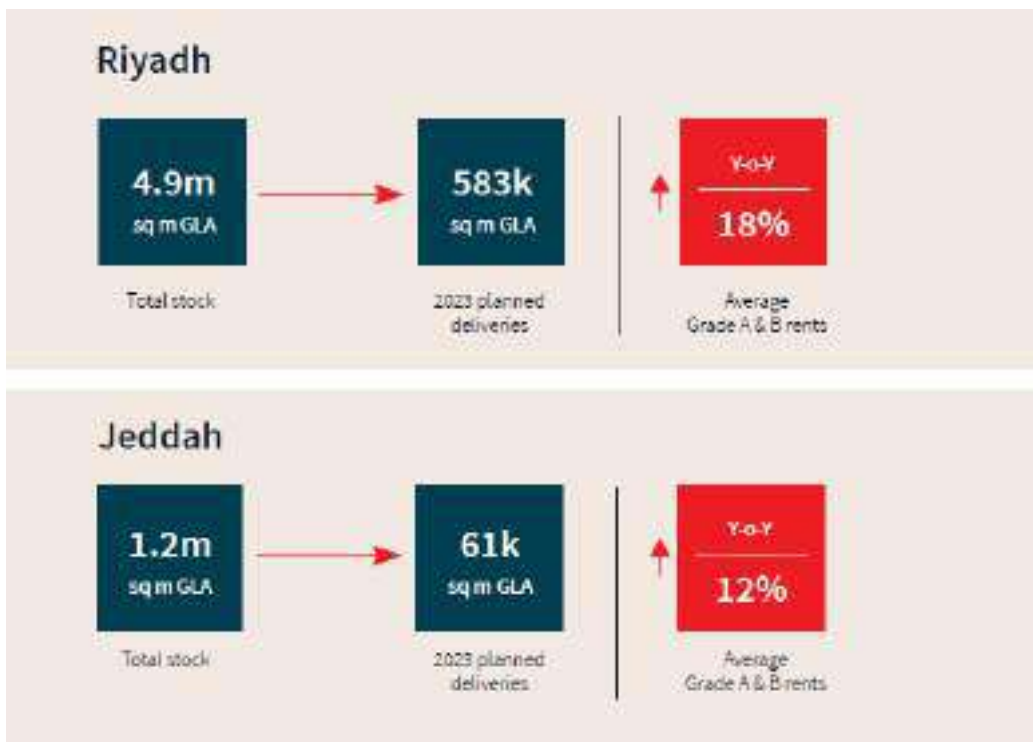 Riyadh
4.9m
sq m GLA
Total stock
583k
sq m GLA
2023 planned
deliveries
Y-o-Y
18%
Average
Grade A & B rents
Jeddah
1.2m
sq m GLA
Total stock
61k
sq m GLA
2023 planned
deliveries
Y-o-Y
12%
Average
Grade A & B rents